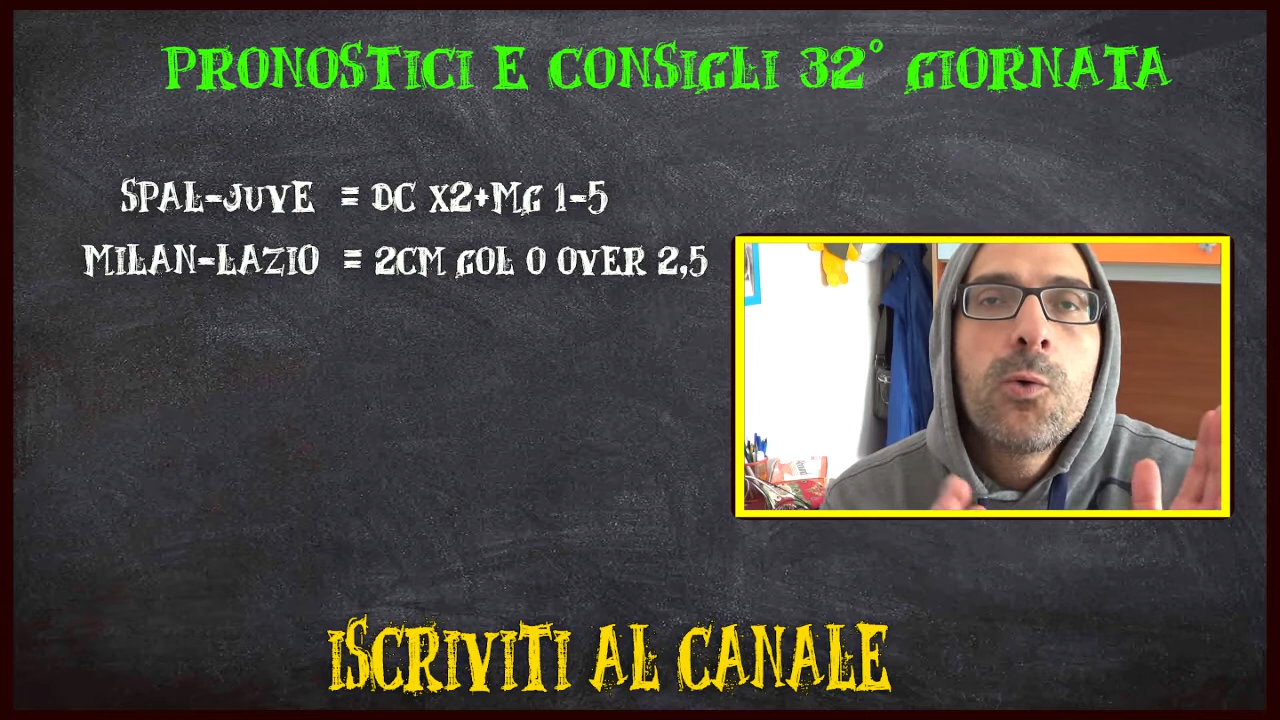 PRONOSTICI E CONSIGLI 32° GIORNATA
SPAL-JUVE = DC X2+MG 1-5
MILAN-LAZIO = 2CM GOL O OVER 2,5
ISCRIVITI AL CANALE